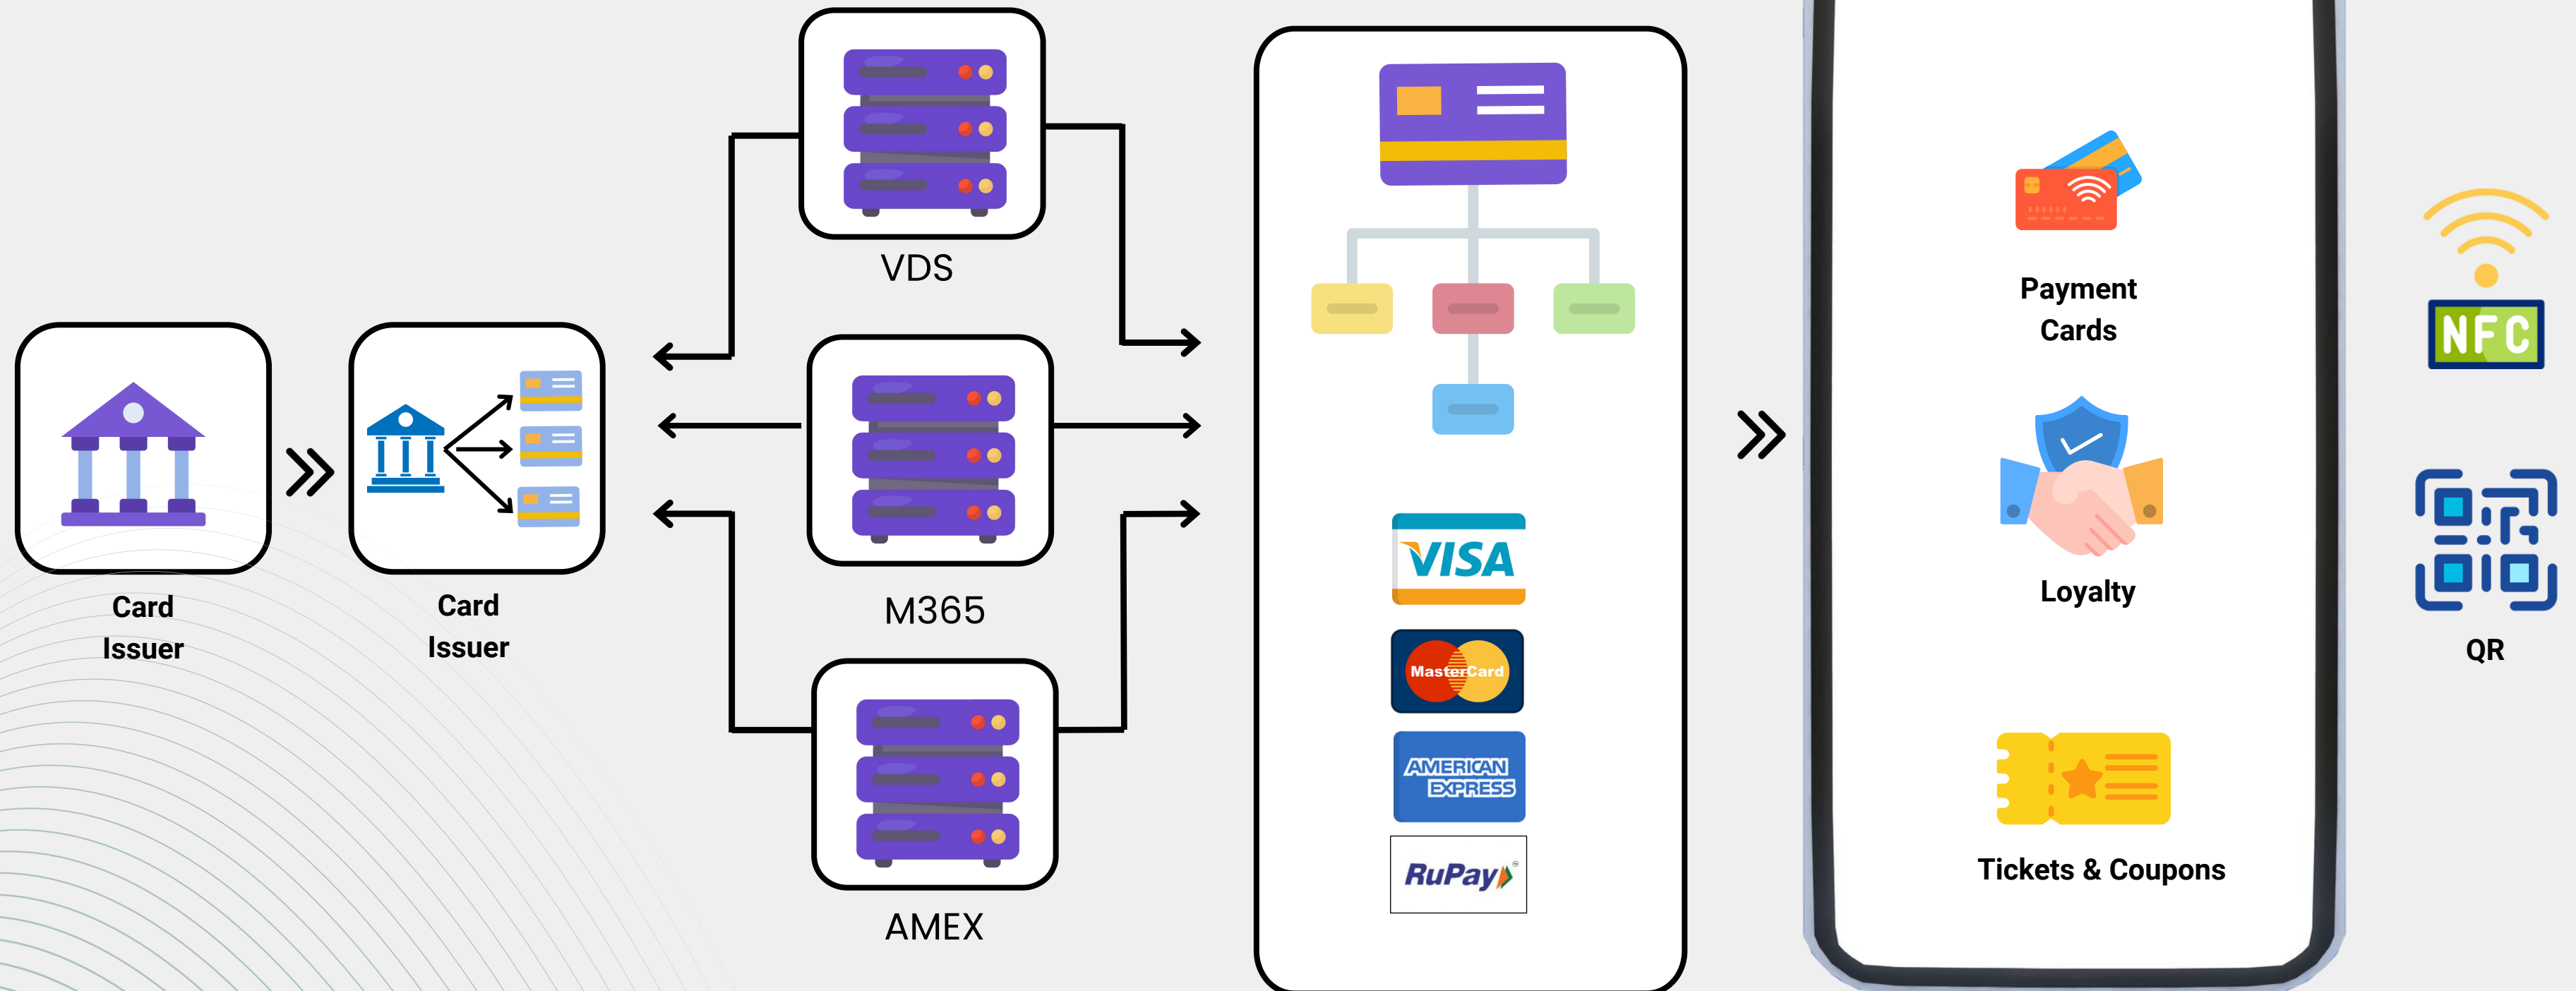 Card
Issuer
Card
Issuer
VDS
M365
AMEX
VISA
MasterCard
AMERICAN
EXPRESS
RuPay
Payment
Cards
Loyalty
Tickets & Coupons
NFC
QR